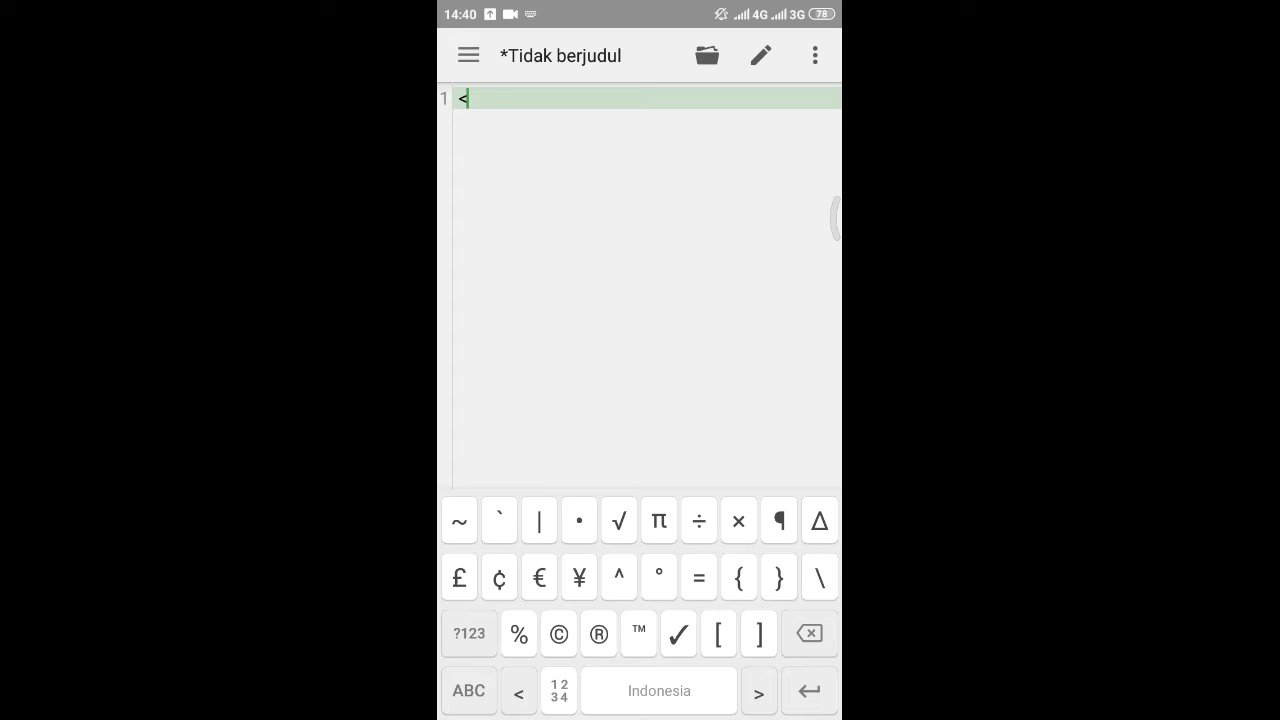 14:40 4G 3G 78
*Tidak berjudul
1 <
~ ` | • √ π ÷ × ¶ Δ
£ ¢ € ¥ ^ ° = { } \
?123 % © ® ™ ✓ [ ]
ABC < 12 34 Indonesia >